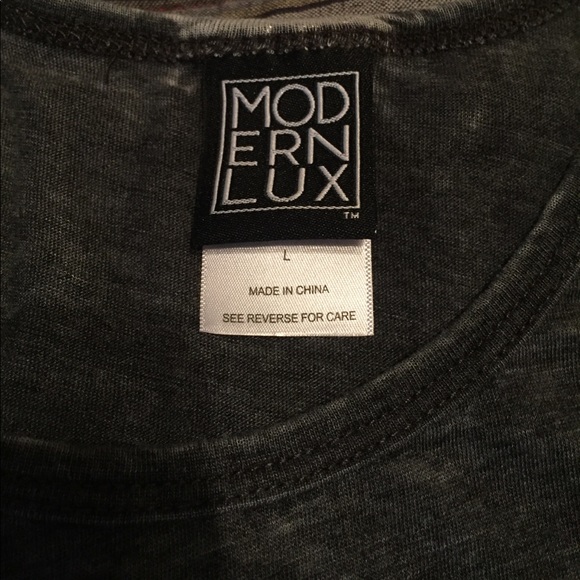 MOD
ERN
LUX
TM
L
MADE IN CHINA
SEE REVERSE FOR CARE